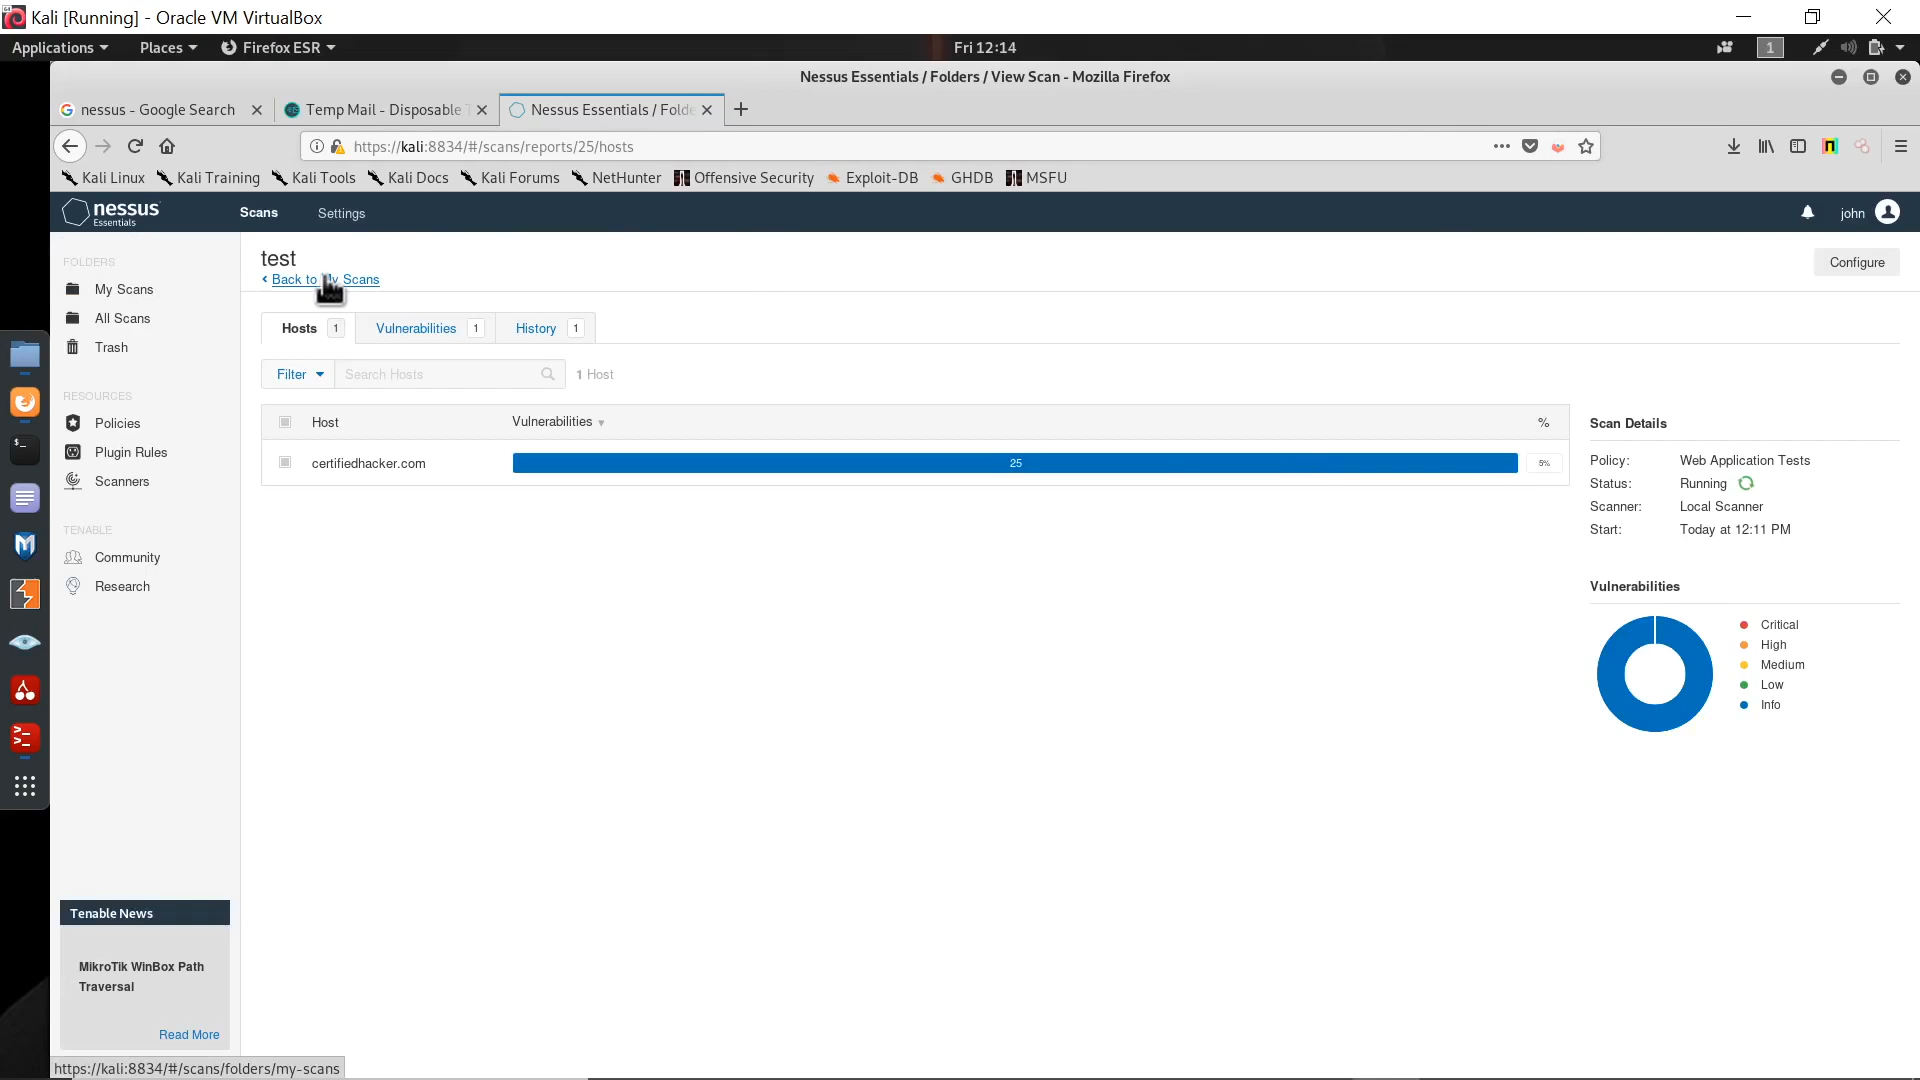 Kali [Running] - Oracle VM VirtualBox
Applications Places Firefox ESR Fri 12:14 1
Nessus Essentials / Folders / View Scan - Mozilla Firefox
nessus - Google Search Temp Mail - Disposable Nessus Essentials / Folde
https://kali:8834/#/scans/reports/25/hosts
Kali Linux Kali Training Kali Tools Kali Docs Kali Forums NetHunter Offensive Security Exploit-DB GHDB MSFU
nessus Essentials Scans Settings john
FOLDERS
My Scans
All Scans
Trash
RESOURCES
Policies
Plugin Rules
Scanners
TENABLE
Community
Research
Tenable News
MikroTik WinBox Path
Traversal
Read More
test
Configure
Back to My Scans
Hosts 1 Vulnerabilities 1 History 1
Filter Search Hosts 1 Host
Host Vulnerabilities %
certifiedhacker.com 25 5%
Scan Details
Policy: Web Application Tests
Status: Running
Scanner: Local Scanner
Start: Today at 12:11 PM
Vulnerabilities
Critical
High
Medium
Low
Info
https://kali:8834/#/scans/folders/my-scans